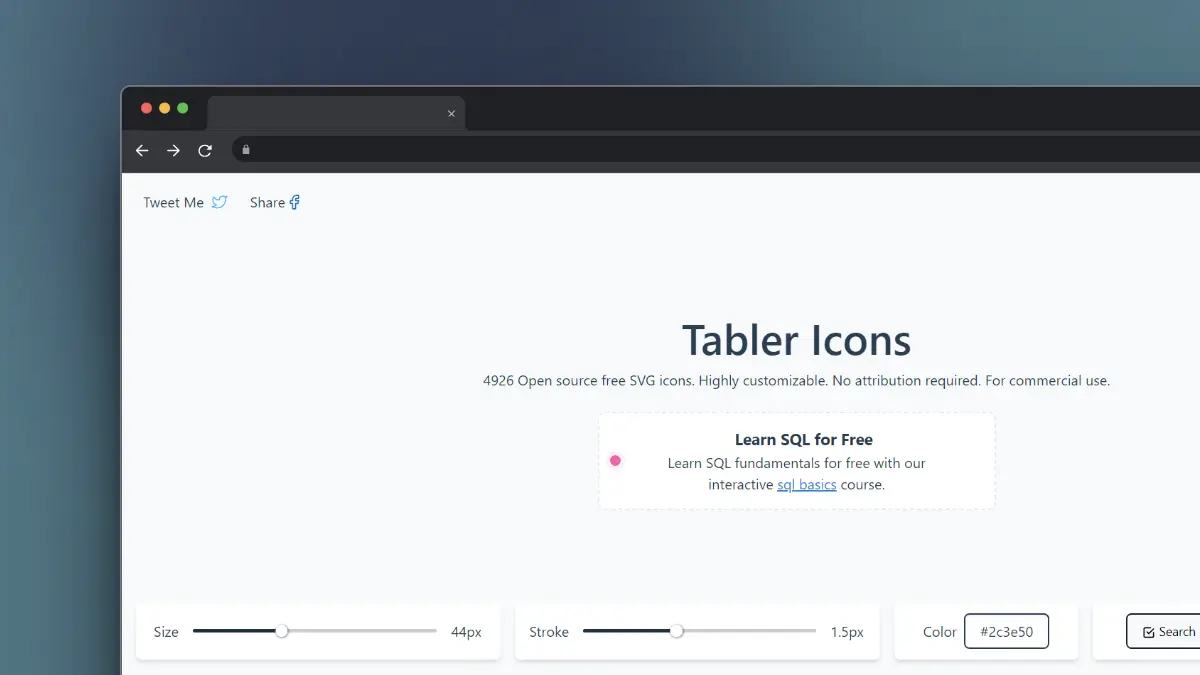 Tweet Me
Share
Tabler Icons
4926 Open source free SVG icons. Highly customizable. No attribution required. For commercial use.
Learn SQL for Free
Learn SQL fundamentals for free with our
interactive sql basics course.
Size 44px
Stroke 1.5px
Color #2c3e50
Search